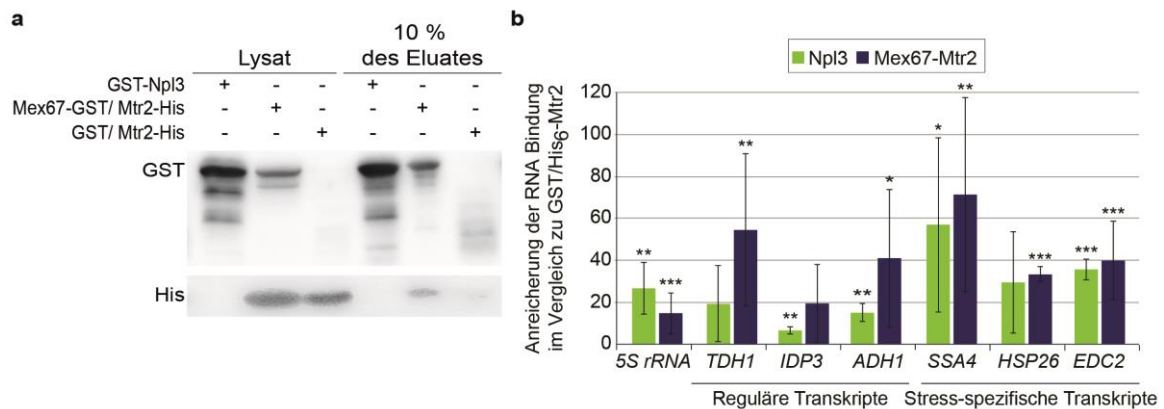 a
Lysat
10 %
des Eluates
GST-Npl3 + - - + - -
Mex67-GST/ Mtr2-His - + - - + -
GST/ Mtr2-His - - + - - +
GST
His
b
Npl3 Mex67-Mtr2
Anreicherung der RNA Bindung
im Vergleich zu GST/His6-Mtr2
120
100
80
60
40
20
0
** *** ** ** ** * * ** *** *** ***
5S rRNA TDH1 IDP3 ADH1 SSA4 HSP26 EDC2
Reguläre Transkripte Stress-spezifische Transkripte